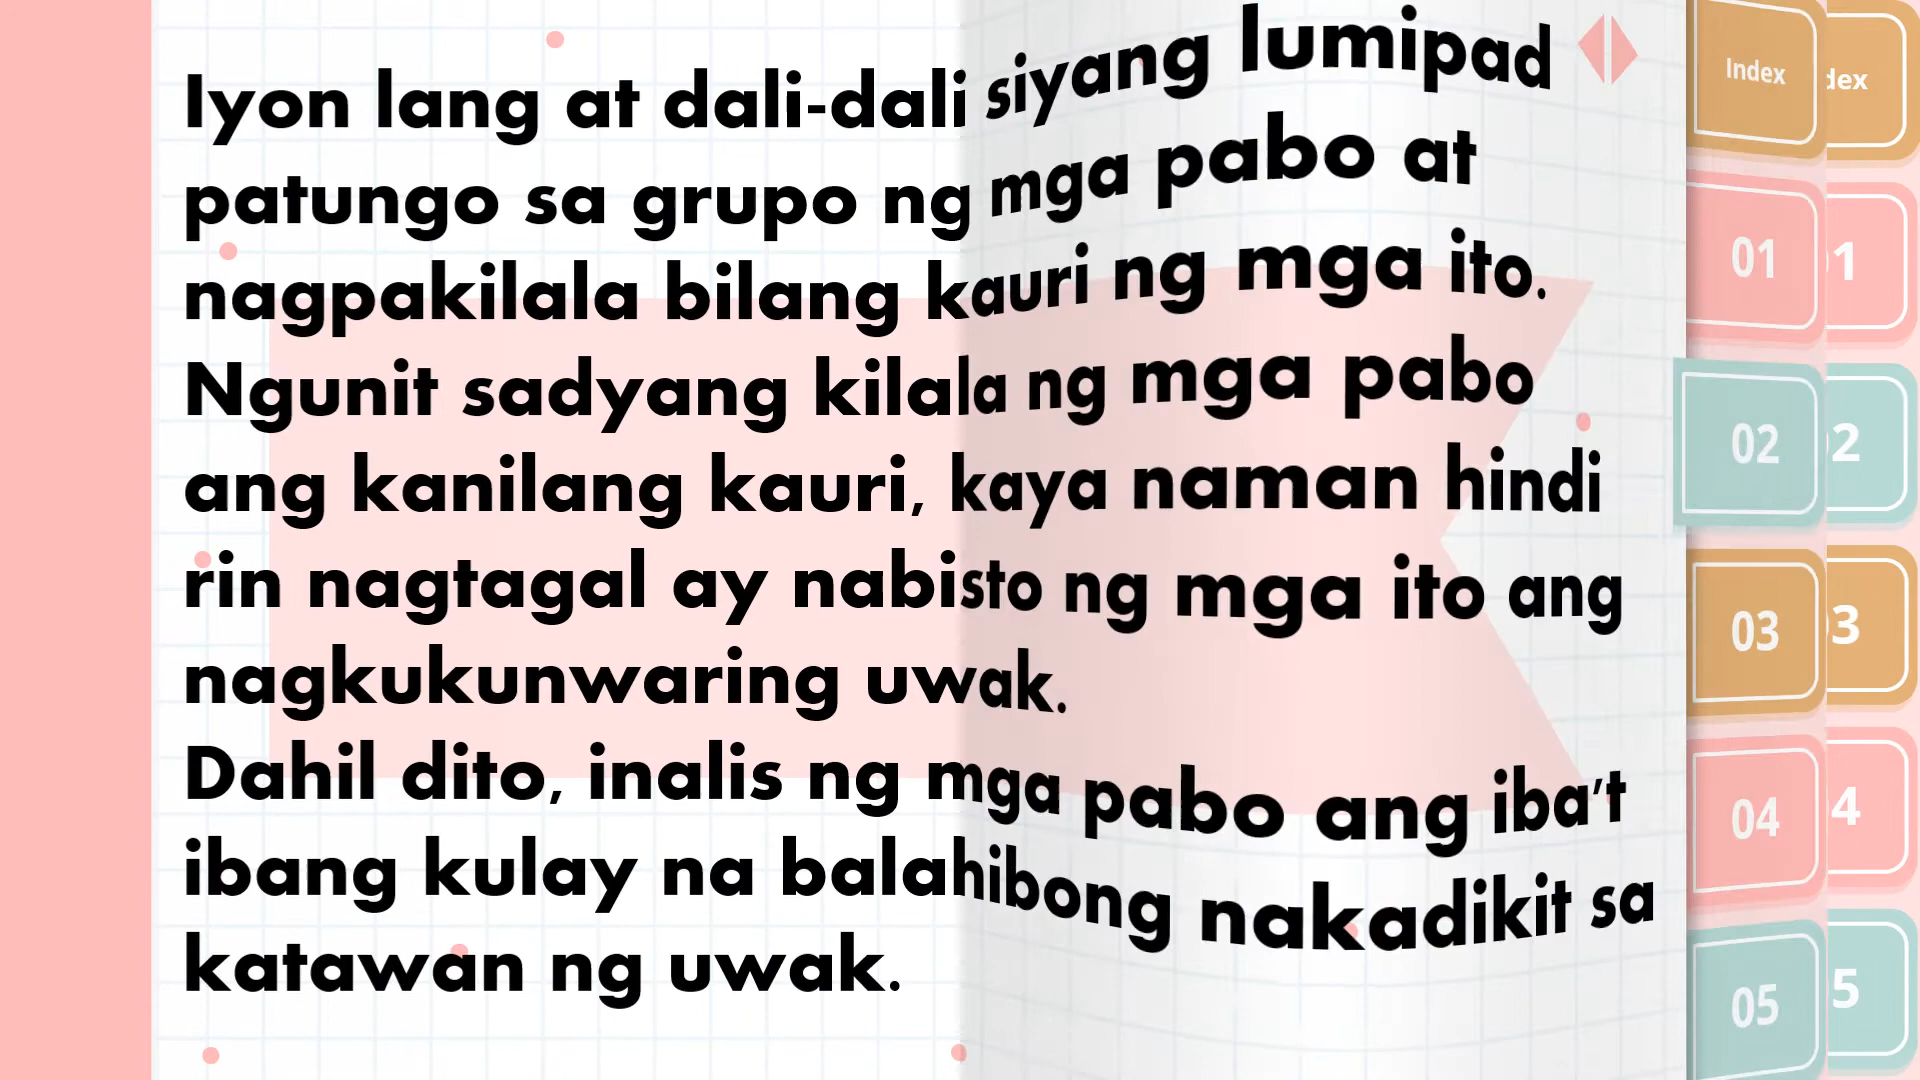 Iyon lang at dali-dali siyang lumipad
patungo sa grupo ng mga pabo at
nagpakilala bilang kauri ng mga ito.
Ngunit sadyang kilala ng mga pabo
ang kanilang kauri, kaya naman hindi
rin nagtagal ay nabisto ng mga ito ang
nagkukunwaring uwak.
Dahil dito, inalis ng mga pabo ang iba't
ibang kulay na balahibong nakadikit sa
katawan ng uwak.
Index
dex
01
1
02
2
03
3
04
4
05
5